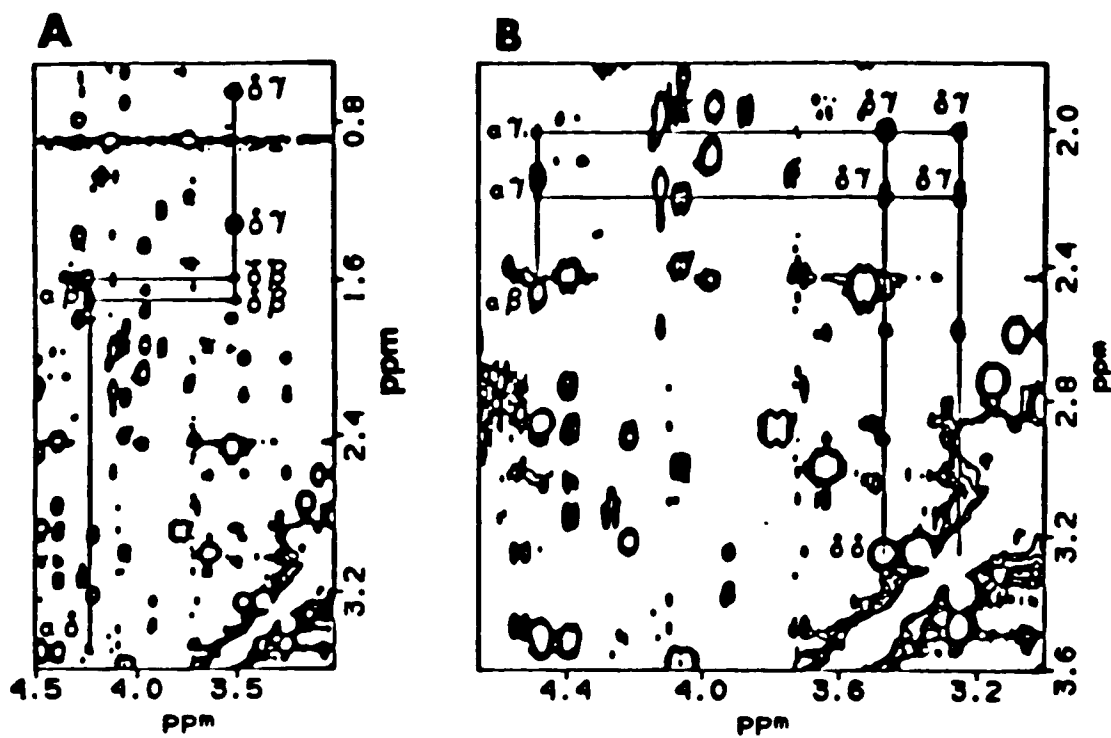 A
δγ
0.8
δγ
δβ
1.6
αβ
δβ
ppm
2.4
3.2
αδ
4.5 4.0 3.5
ppm
B
αγ δγ δγ 2.0
αγ δγ δγ
2.4
αβ
ppm
2.8
δδ 3.2
3.6
4.4 4.0 3.6 3.2
ppm